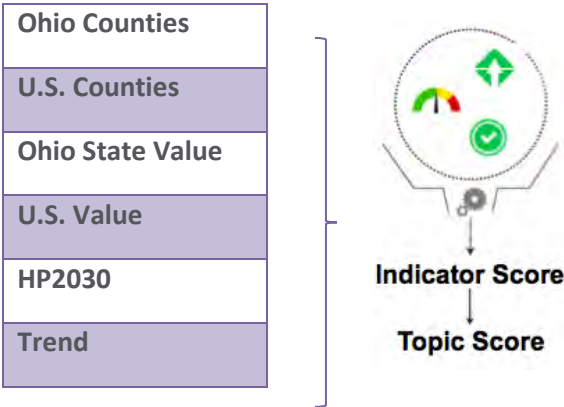 Ohio Counties
U.S. Counties
Ohio State Value
U.S. Value
HP2030
Trend
Indicator Score
Topic Score